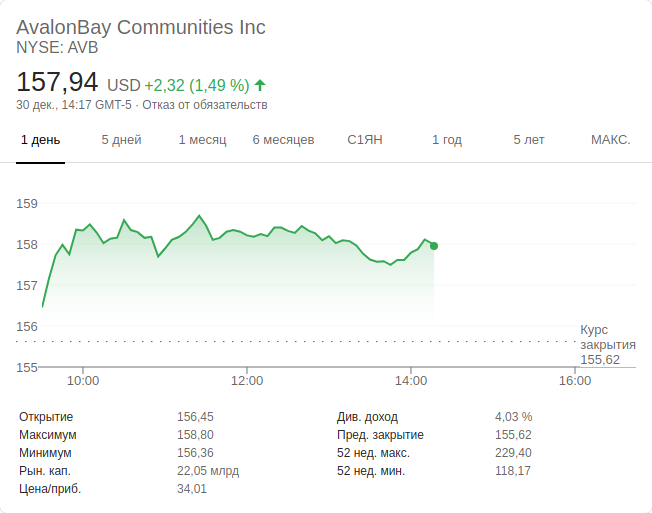 AvalonBay Communities Inc
NYSE: AVB
157,94 USD +2,32 (1,49 %)
30 дек., 14:17 GMT-5 · Отказ от обязательств
1 день 5 дней 1 месяц 6 месяцев С1ЯН 1 год 5 лет МАКС.
159
158
157
156
Курс
закрытия
155,62
155
10:00 12:00 14:00 16:00
Открытие 156,45 Див. доход 4,03 %
Максимум 158,80 Пред. закрытие 155,62
Минимум 156,36 52 нед. макс. 229,40
Рын. кап. 22,05 млрд 52 нед. мин. 118,17
Цена/приб. 34,01